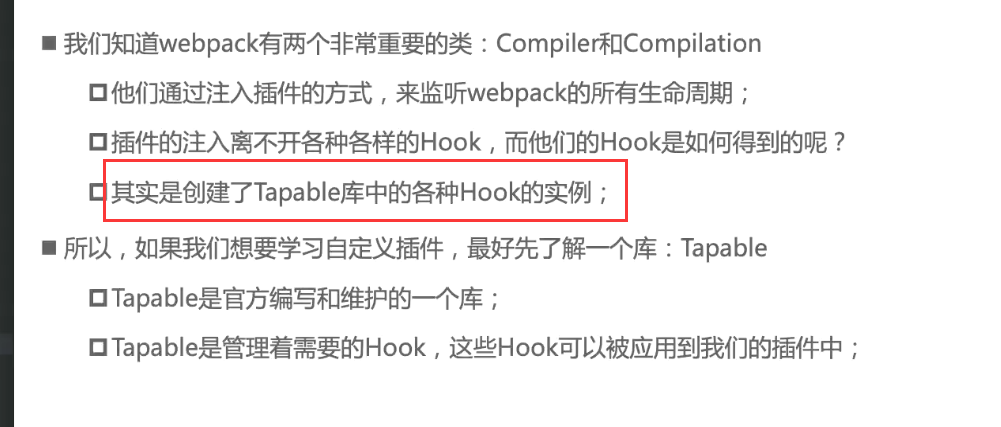 我们知道webpack有两个非常重要的类：Compiler和Compilation
他们通过注入插件的方式，来监听webpack的所有生命周期；
插件的注入离不开各种各样的Hook，而他们的Hook是如何得到的呢？
其实是创建了Tapable库中的各种Hook的实例；
所以，如果我们想要学习自定义插件，最好先了解一个库：Tapable
Tapable是官方编写和维护的一个库；
Tapable是管理着需要的Hook，这些Hook可以被应用到我们的插件中；